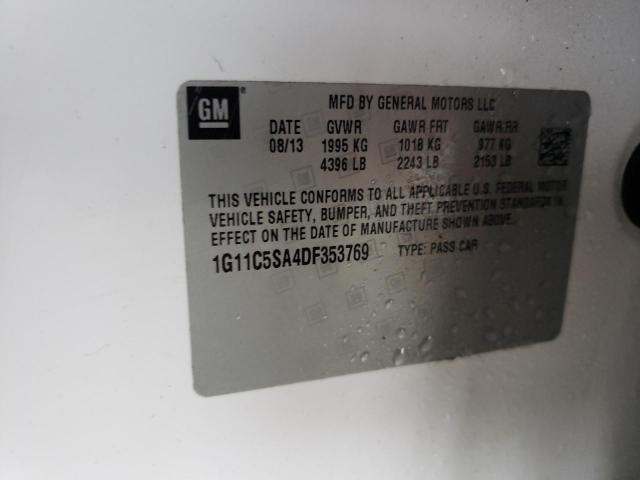 GM
MFD BY GENERAL MOTORS LLC
DATE GVWR GAWR FRT GAWR RR
08/13 1995 KG 1018 KG 977 KG
4396 LB 2243 LB 2153 LB
THIS VEHICLE CONFORMS TO ALL APPLICABLE U.S. FEDERAL MOTOR
VEHICLE SAFETY, BUMPER, AND THEFT PREVENTION STANDARDS IN
EFFECT ON THE DATE OF MANUFACTURE SHOWN ABOVE.
1G11C5SA4DF353769 TYPE: PASS CAR